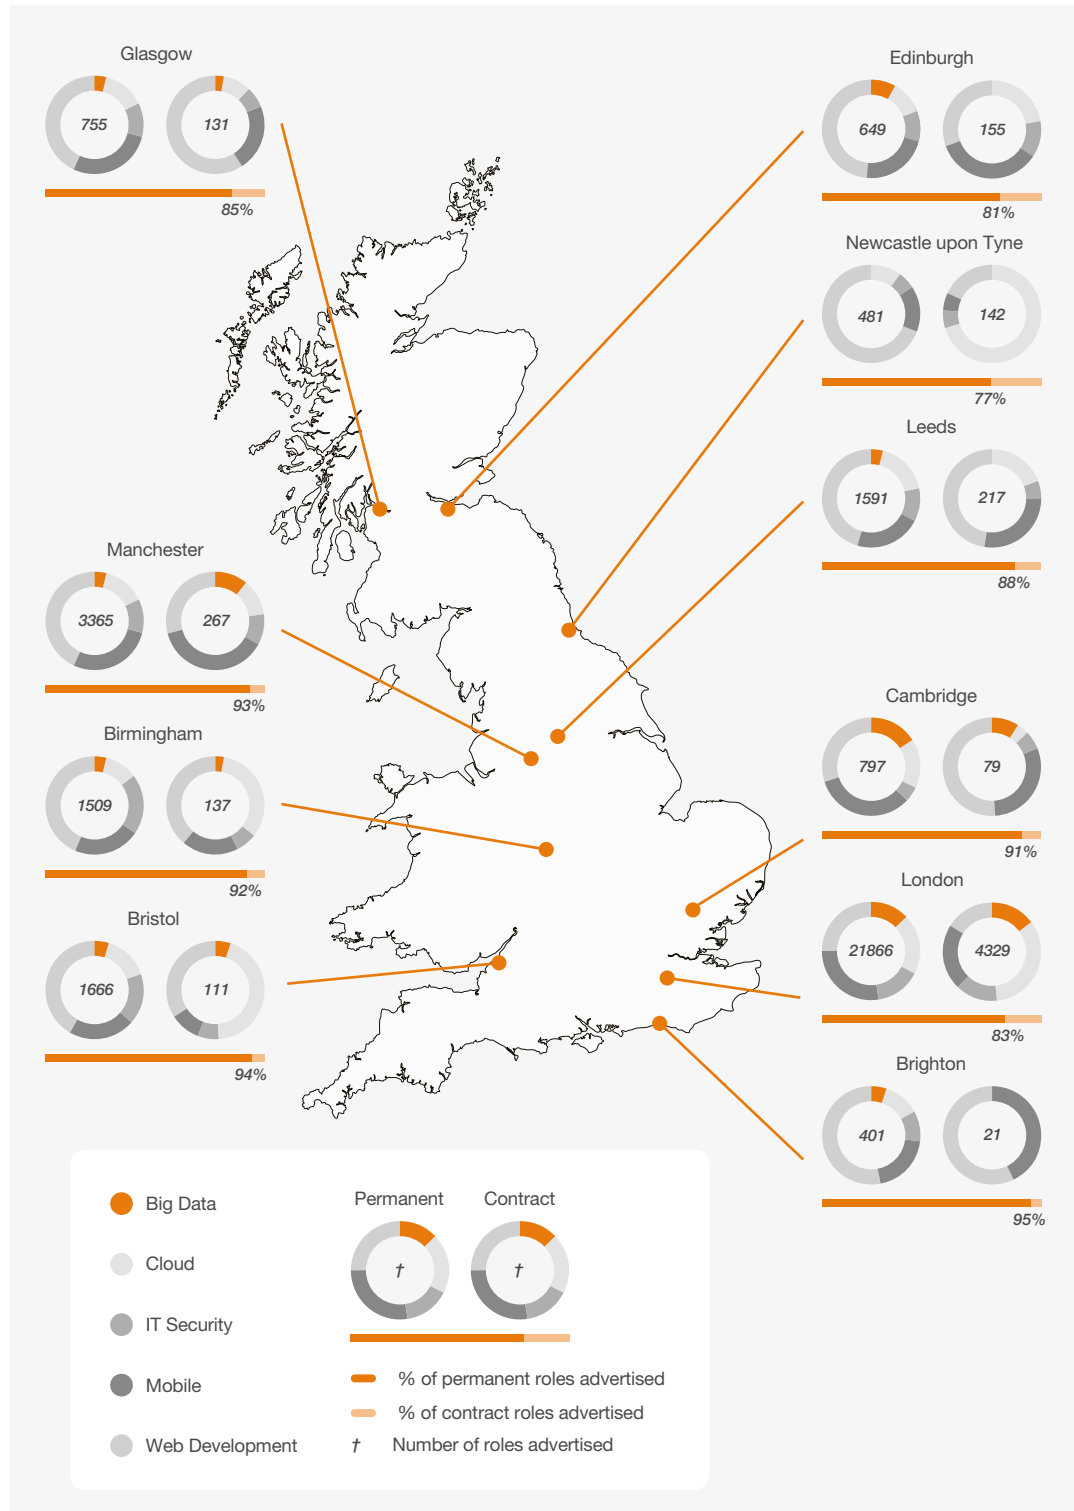 Glasgow
755 131
85%
Edinburgh
649 155
81%
Newcastle upon Tyne
481 142
77%
Leeds
1591 217
88%
Manchester
3365 267
93%
Birmingham
1509 137
92%
Bristol
1666 111
94%
Cambridge
797 79
91%
London
21866 4329
83%
Brighton
401 21
95%
Big Data
Cloud
IT Security
Mobile
Web Development
Permanent Contract
† †
% of permanent roles advertised
% of contract roles advertised
† Number of roles advertised